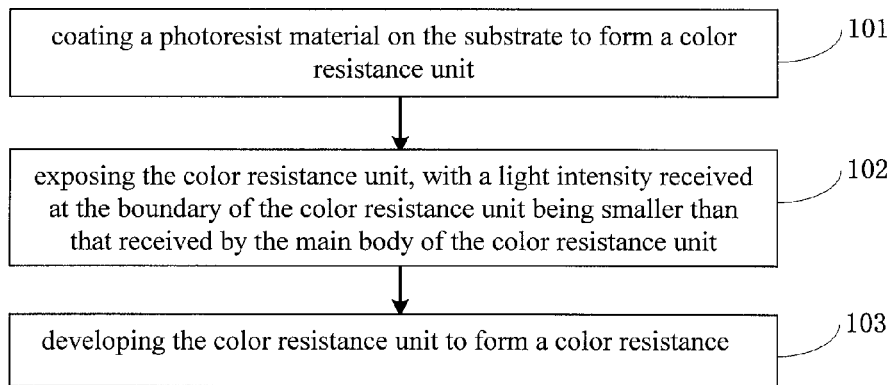 coating a photoresist material on the substrate to form a color
resistance unit
101
exposing the color resistance unit, with a light intensity received
at the boundary of the color resistance unit being smaller than
that received by the main body of the color resistance unit
102
developing the color resistance unit to form a color resistance
103